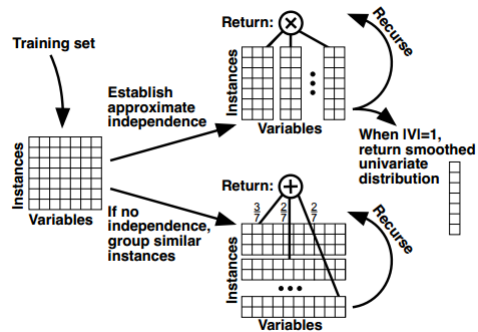 Training set
Instances
Variables
Establish
approximate
independence
If no
independence,
group similar
instances
Return: ×
Instances
Variables
Recurse
When |V|=1,
return smoothed
univariate
distribution
Return: +
3/7 2/7 2/7
Instances
Variables
Recurse